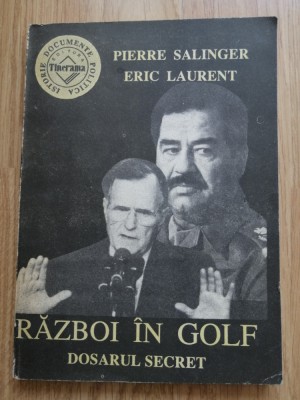 PIERRE SALINGER
ERIC LAURENT
ISTORIE DOCUMENTE POLITICA
Tinerama
RĂZBOI ÎN GOLF
DOSARUL SECRET